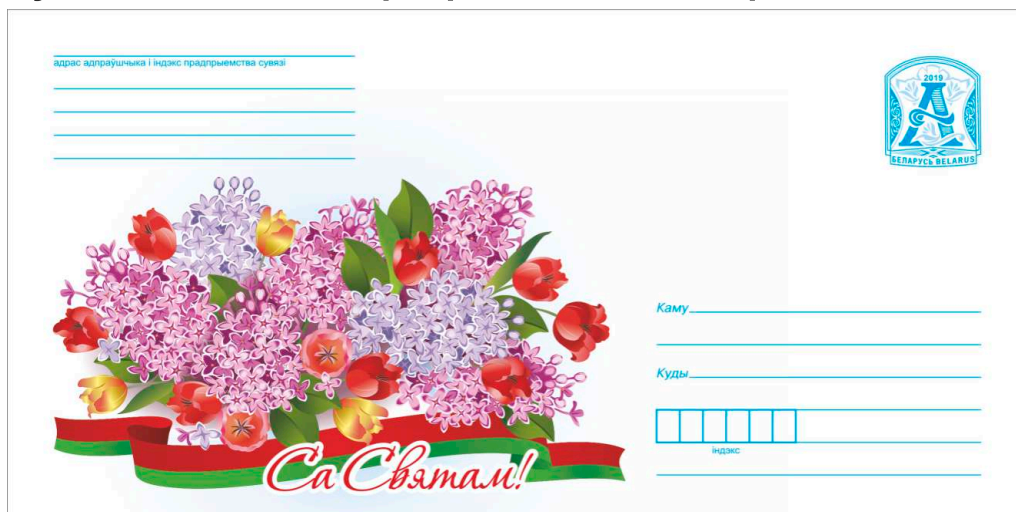 адрас адпраўшчыка і індэкс прадпрыемства сувязі
2019
А
БЕЛАРУСЬ BELARUS
Каму
Куды
індэкс
Са Святам!